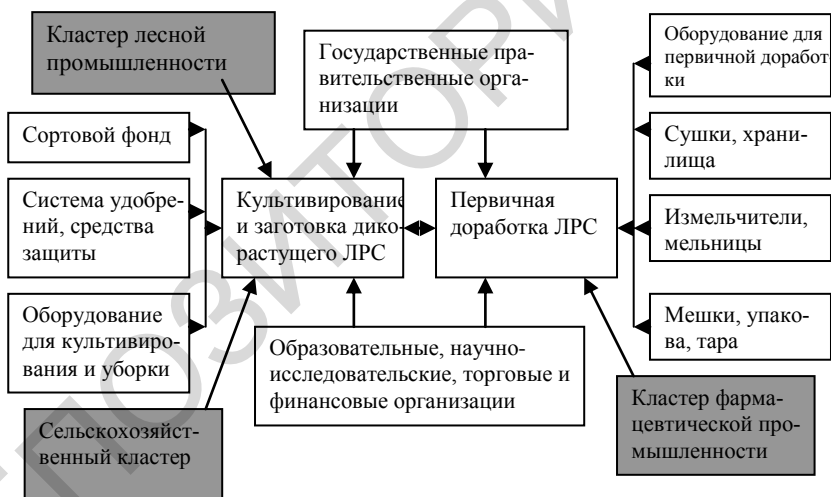 Кластер лесной
промышленности
Государственные пра-
вительственные орга-
низации
Оборудование для
первичной доработ-
ки
Сортовой фонд
Сушки, храни-
лища
Система удобре-
ний, средства
защиты
Культивирование
и заготовка дико-
растущего ЛРС
Первичная
доработка ЛРС
Измельчители,
мельницы
Оборудование
для культивиро-
вания и уборки
Образовательные, научно-
исследовательские, торговые и
финансовые организации
Мешки, упако-
ва, тара
Сельскохозяйст-
венный кластер
Кластер фарма-
цевтической про-
мышленности